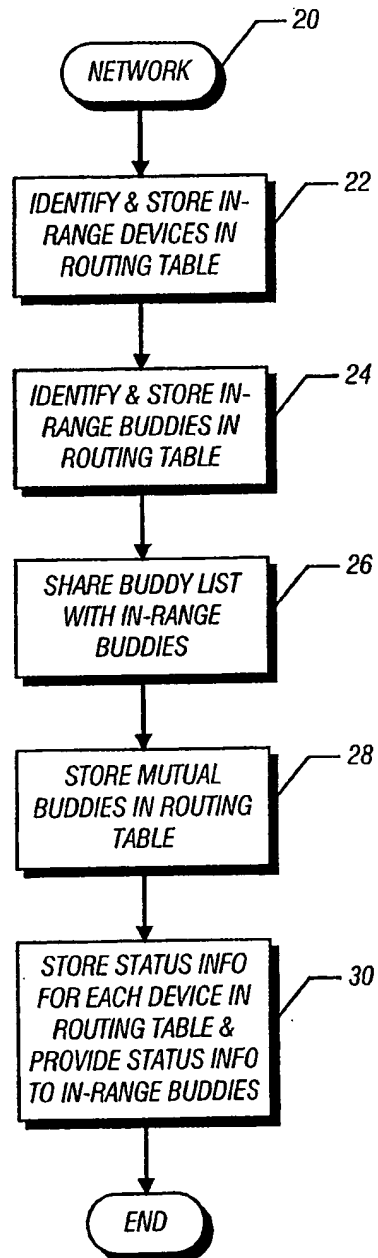 20
NETWORK
22
IDENTIFY & STORE IN-
RANGE DEVICES IN
ROUTING TABLE
24
IDENTIFY & STORE IN-
RANGE BUDDIES IN
ROUTING TABLE
26
SHARE BUDDY LIST
WITH IN-RANGE
BUDDIES
28
STORE MUTUAL
BUDDIES IN ROUTING
TABLE
30
STORE STATUS INFO
FOR EACH DEVICE IN
ROUTING TABLE &
PROVIDE STATUS INFO
TO IN-RANGE BUDDIES
END